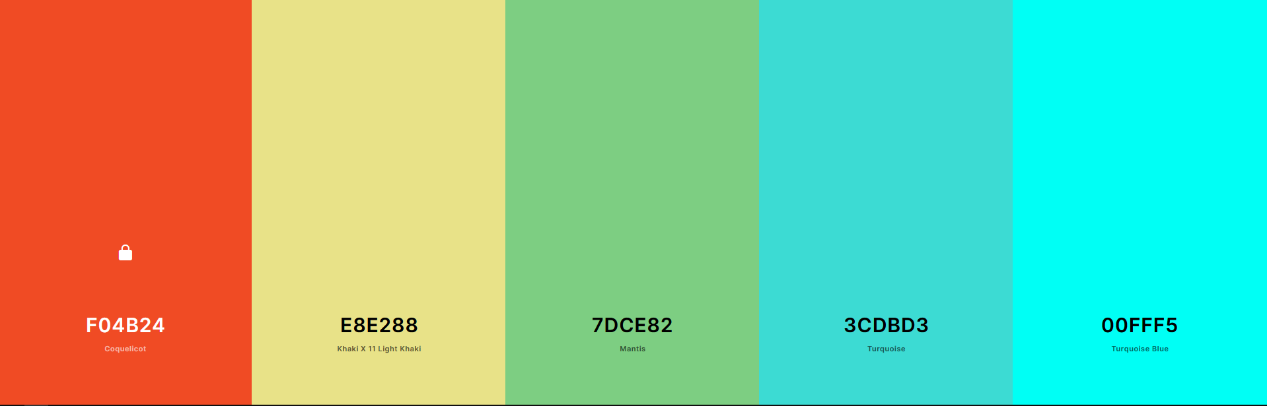 F04B24
Coquelicot
E8E288
Khaki X 11 Light Khaki
7DCE82
Mantis
3CDBD3
Turquoise
00FFF5
Turquoise Blue